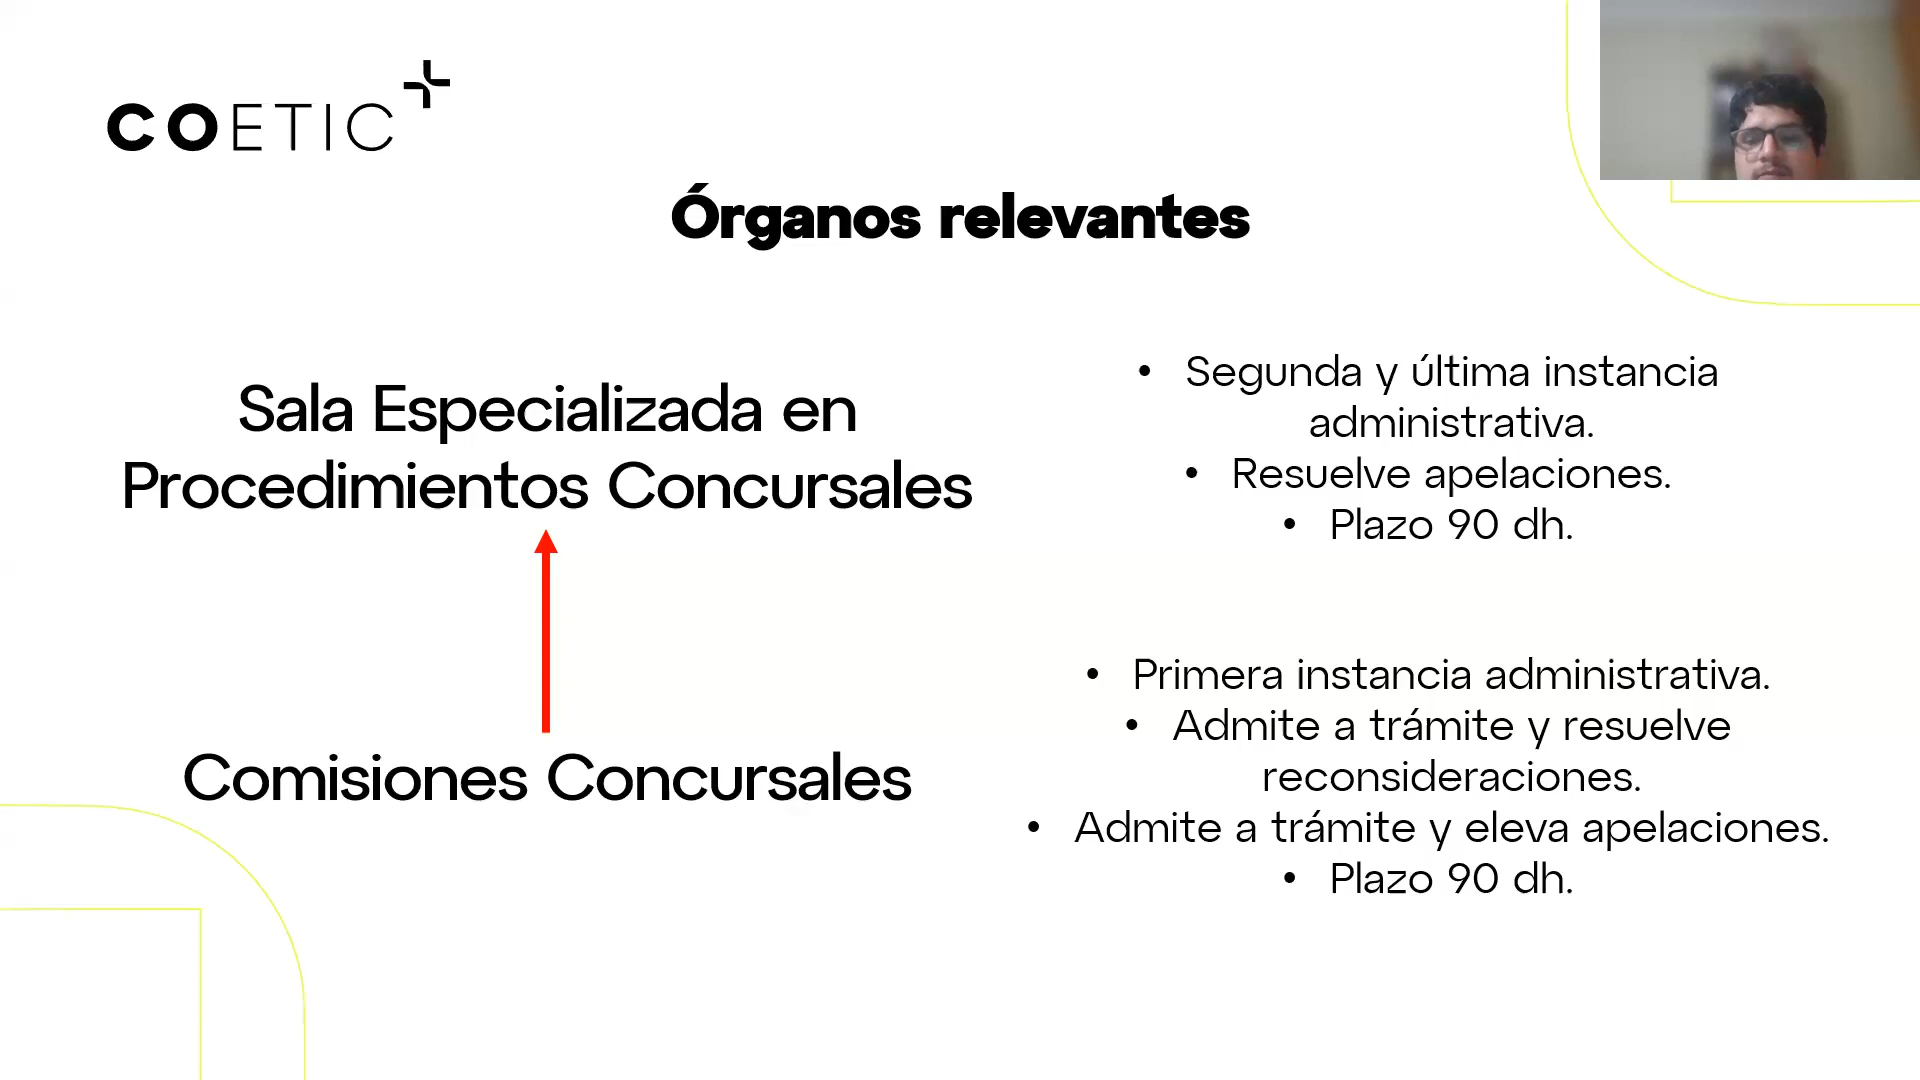 COETIC
Órganos relevantes
Sala Especializada en
Procedimientos Concursales
• Segunda y última instancia
administrativa.
• Resuelve apelaciones.
• Plazo 90 dh.
Comisiones Concursales
• Primera instancia administrativa.
• Admite a trámite y resuelve
reconsideraciones.
• Admite a trámite y eleva apelaciones.
• Plazo 90 dh.